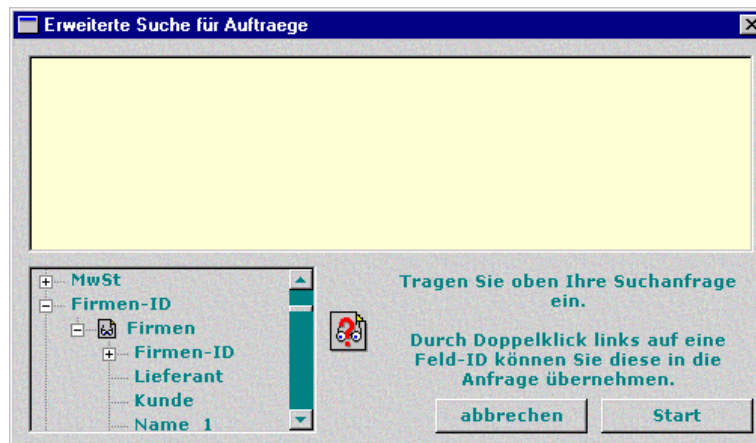 Erweiterte Suche für Auftraege
MwSt
Firmen-ID
Firmen
Firmen-ID
Lieferant
Kunde
Name 1
Tragen Sie oben Ihre Suchanfrage
ein.
Durch Doppelklick links auf eine
Feld-ID können Sie diese in die
Anfrage übernehmen.
abbrechen
Start